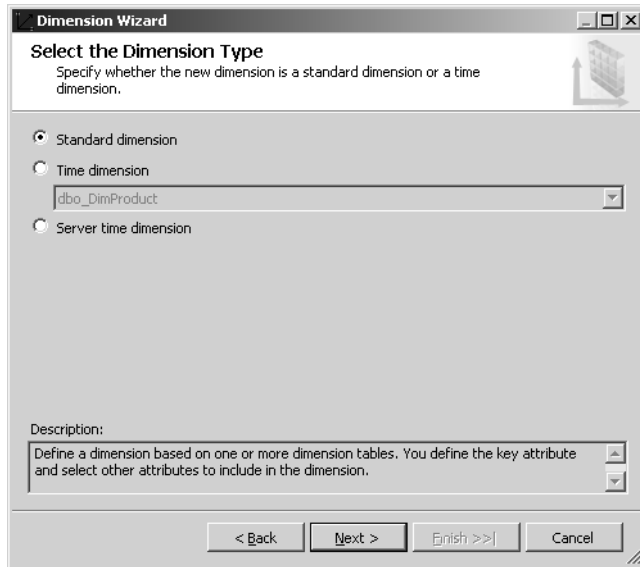 Dimension Wizard
Select the Dimension Type
Specify whether the new dimension is a standard dimension or a time
dimension.
Standard dimension
Time dimension
dbo_DimProduct
Server time dimension
Description:
Define a dimension based on one or more dimension tables. You define the key attribute
and select other attributes to include in the dimension.
< Back
Next >
Finish >>|
Cancel